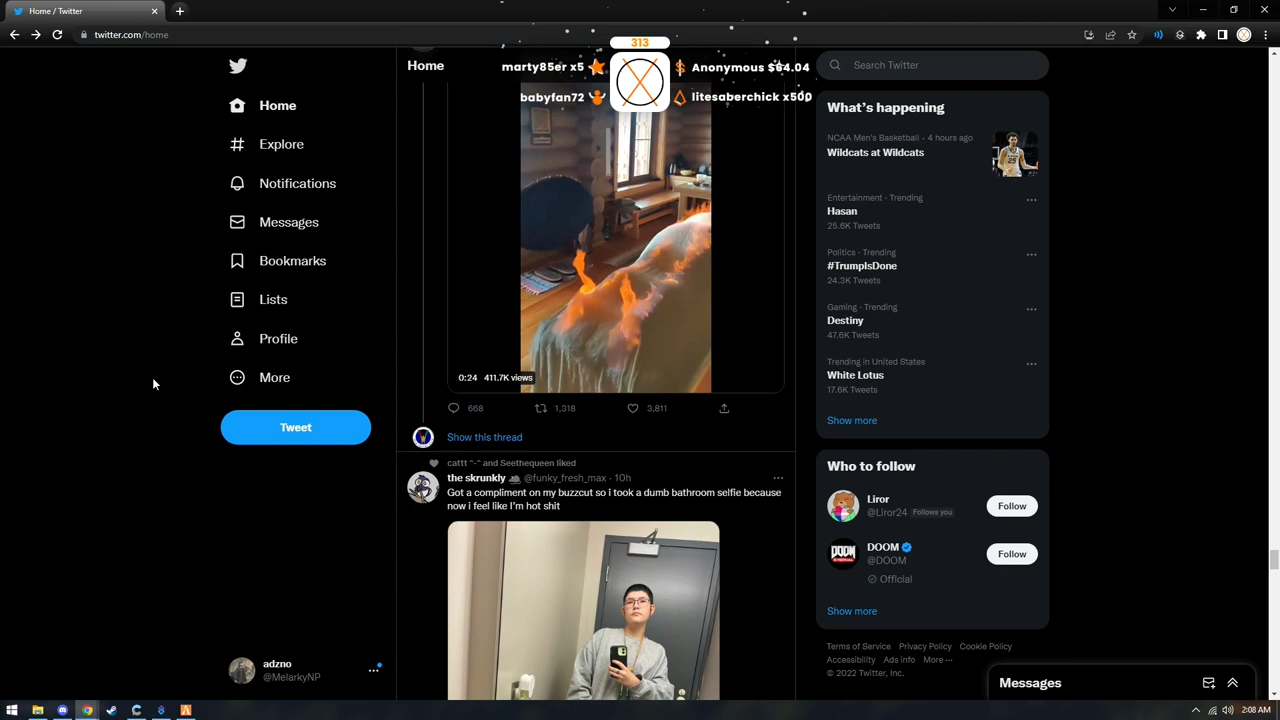 Home / Twitter
twitter.com/home
313
marty85er x5
Anonymous $64.04
babyfan72
litesaberchick x500
Home
Explore
Notifications
Messages
Bookmarks
Lists
Profile
More
Tweet
adzno
@MelarkyNP
Home
0:24 411.7K views
668
1,318
3,811
Show this thread
cattt ^-^ and Seethequeen liked
the skrunkly @funky_fresh_max · 10h
Got a compliment on my buzzcut so i took a dumb bathroom selfie because
now i feel like I'm hot shit
Search Twitter
What's happening
NCAA Men's Basketball · 4 hours ago
Wildcats at Wildcats
Entertainment · Trending
Hasan
25.6K Tweets
Politics · Trending
#TrumpIsDone
24.3K Tweets
Gaming · Trending
Destiny
47.6K Tweets
Trending in United States
White Lotus
17.6K Tweets
Show more
Who to follow
Liror
@Liror24 Follows you
Follow
DOOM
@DOOM
Official
Follow
Show more
Terms of Service Privacy Policy Cookie Policy
Accessibility Ads info More ···
© 2022 Twitter, Inc.
Messages
2:08 AM